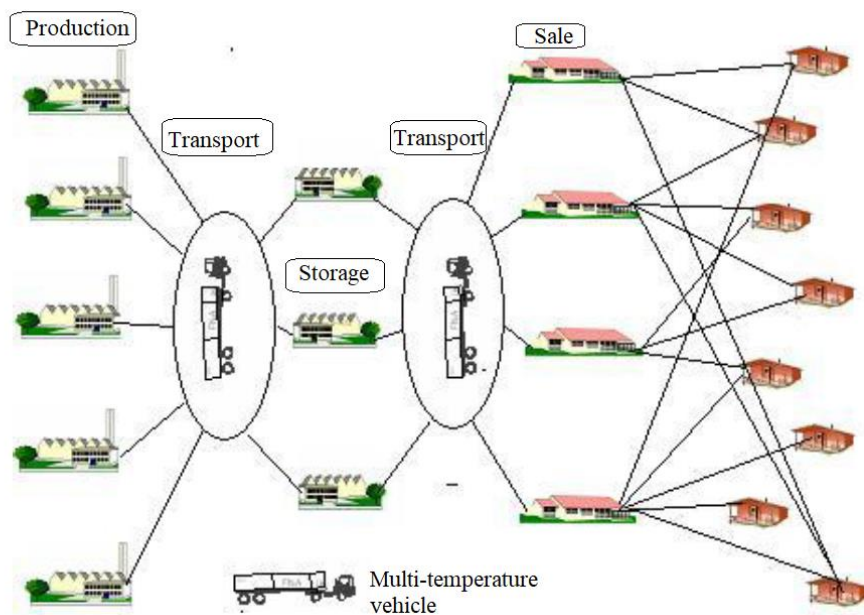 Production
Sale
Transport
Transport
Storage
Multi-temperature
vehicle